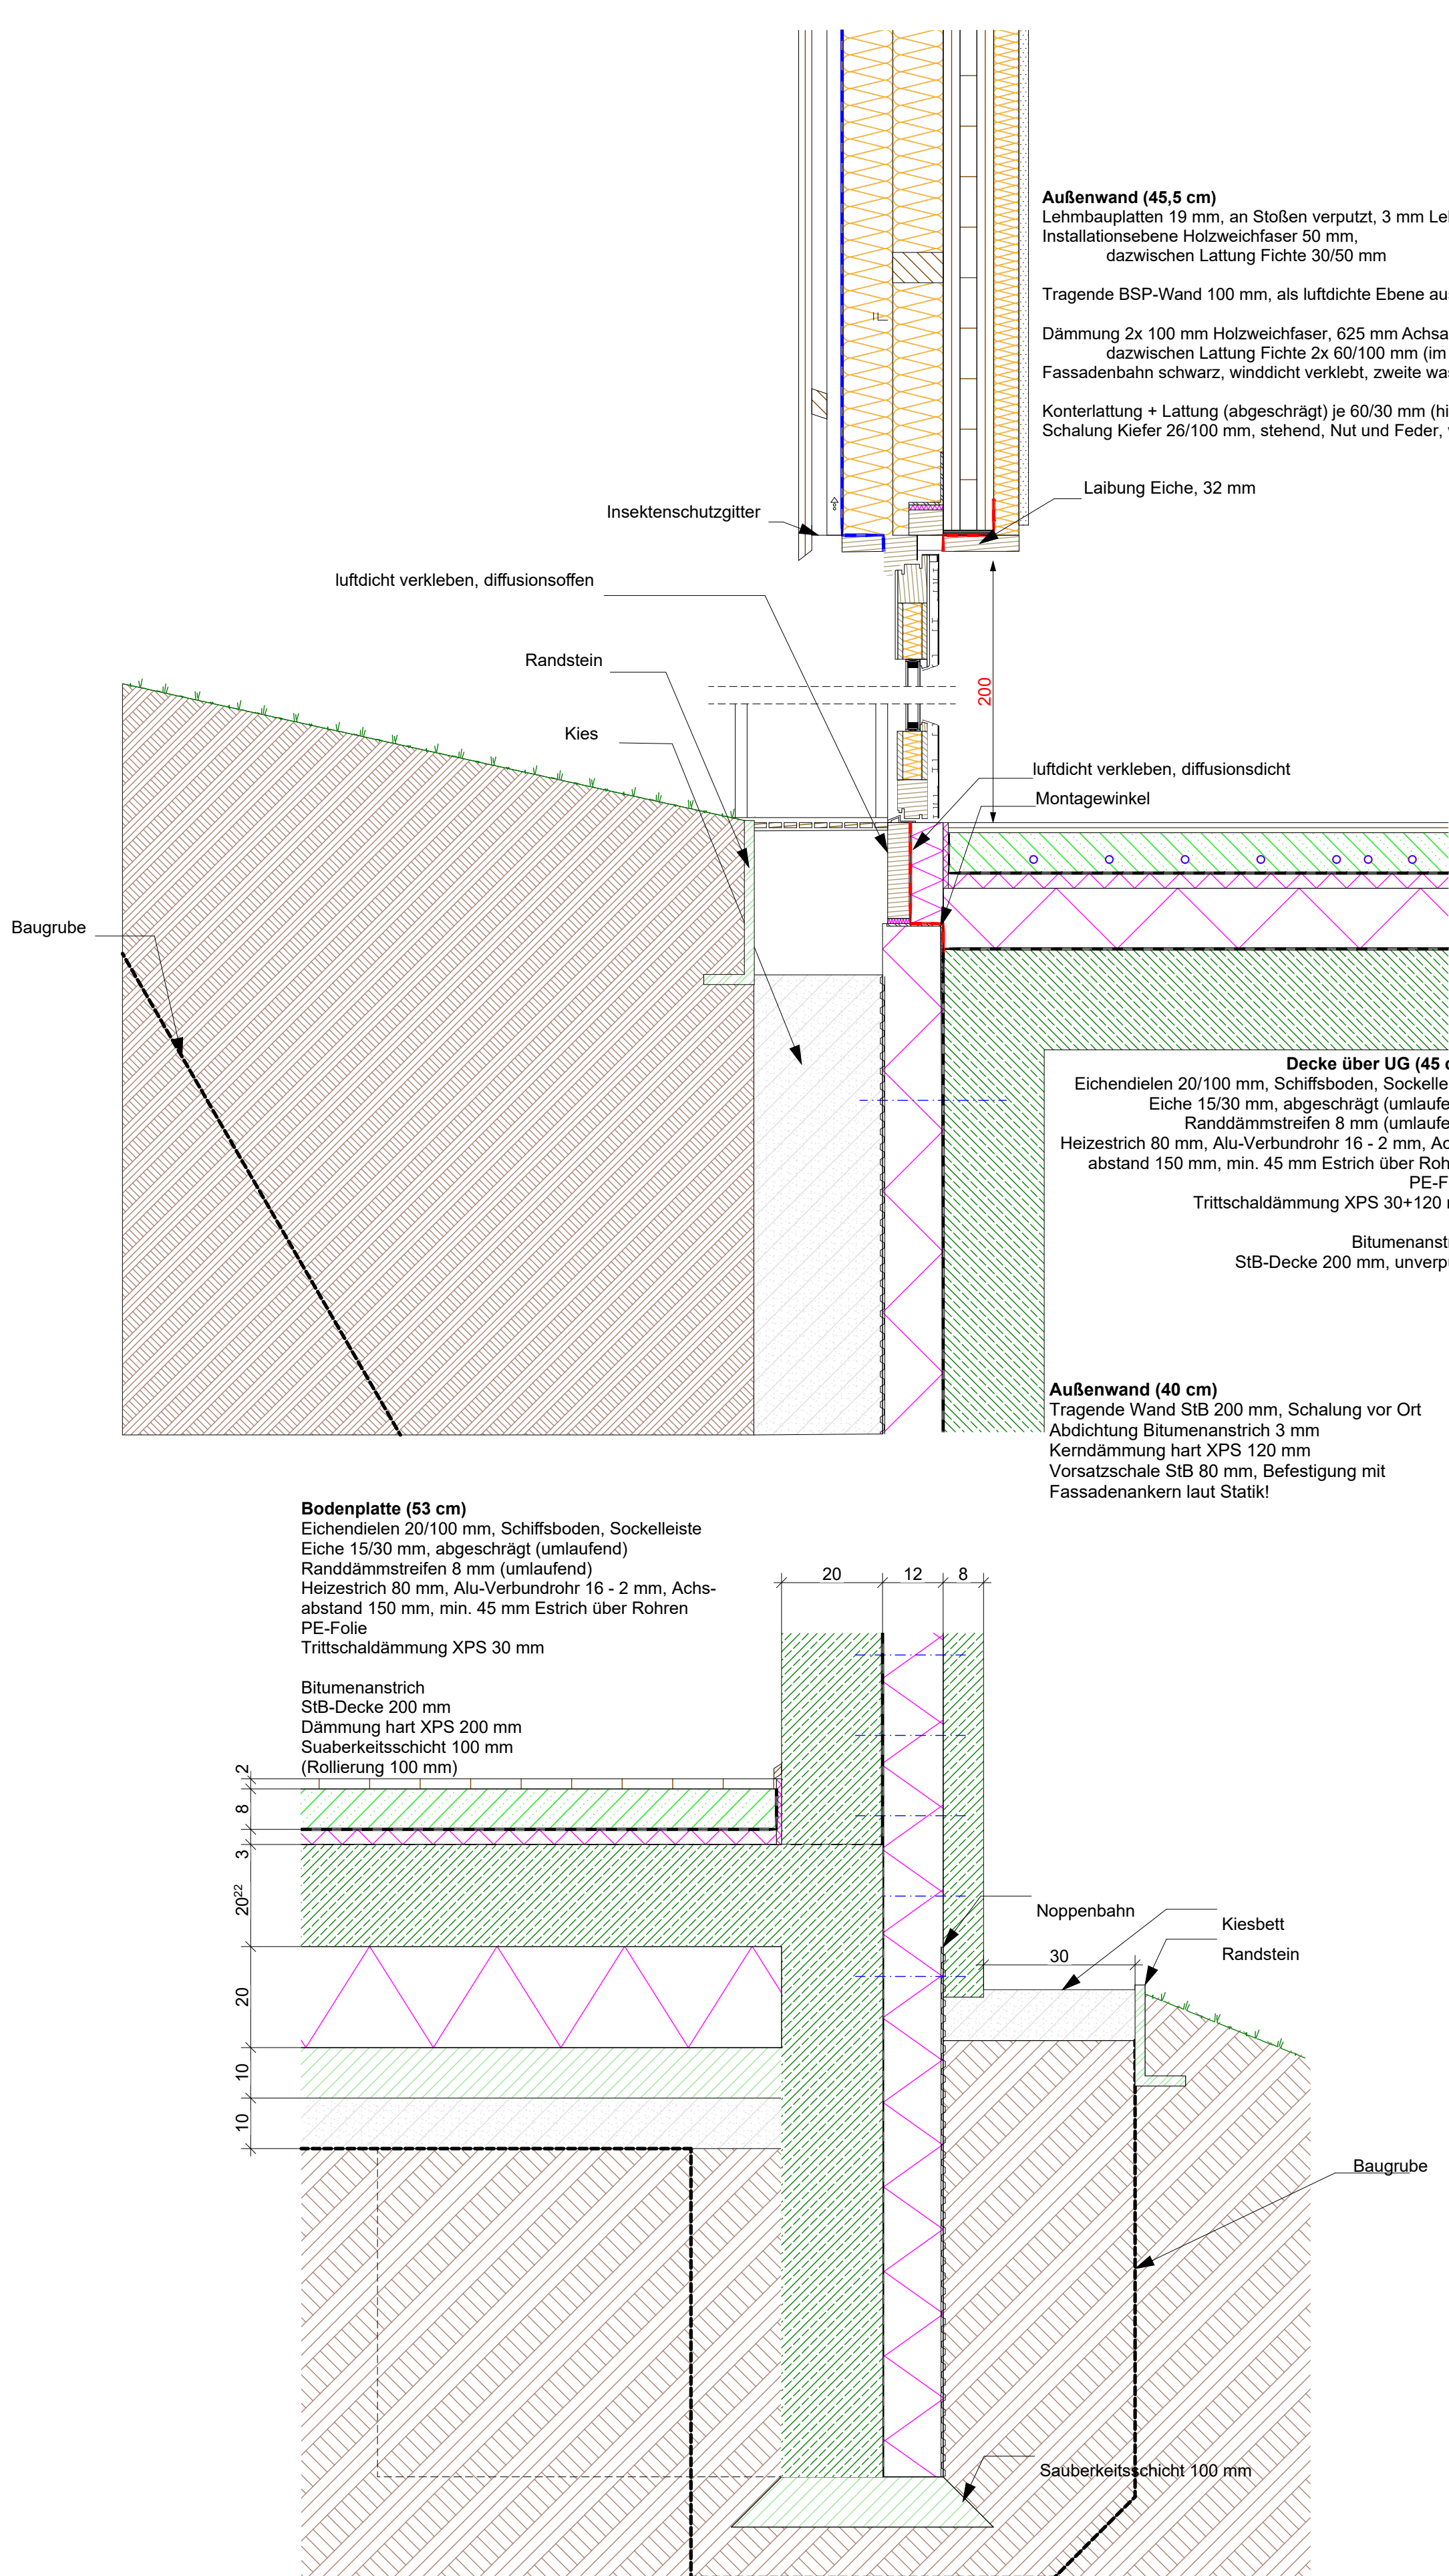 Außenwand (45,5 cm)
Lehmbauplatten 19 mm, an Stoßen verputzt, 3 mm Le
Installationsebene Holzweichfaser 50 mm,
dazwischen Lattung Fichte 30/50 mm
Tragende BSP-Wand 100 mm, als luftdichte Ebene au
Dämmung 2x 100 mm Holzweichfaser, 625 mm Achsa
dazwischen Lattung Fichte 2x 60/100 mm (im
Fassadenbahn schwarz, winddicht verklebt, zweite wa
Konterlattung + Lattung (abgeschrägt) je 60/30 mm (hi
Schalung Kiefer 26/100 mm, stehend, Nut und Feder,
Laibung Eiche, 32 mm
Insektenschutzgitter
luftdicht verkleben, diffusionsoffen
Randstein
200
Kies
luftdicht verkleben, diffusionsdicht
Montagewinkel
Baugrube
Decke über UG (45 c
Eichendielen 20/100 mm, Schiffsboden, Sockelle
Eiche 15/30 mm, abgeschrägt (umlaufe
Randdämmstreifen 8 mm (umlaufe
Heizestrich 80 mm, Alu-Verbundrohr 16 - 2 mm, Ac
abstand 150 mm, min. 45 mm Estrich über Roh
PE-F
Trittschaldämmung XPS 30+120
Bitumenanstr
StB-Decke 200 mm, unverpu
Außenwand (40 cm)
Tragende Wand StB 200 mm, Schalung vor Ort
Abdichtung Bitumenanstrich 3 mm
Kerndämmung hart XPS 120 mm
Vorsatzschale StB 80 mm, Befestigung mit
Fassadenankern laut Statik!
Bodenplatte (53 cm)
Eichendielen 20/100 mm, Schiffsboden, Sockelleiste
Eiche 15/30 mm, abgeschrägt (umlaufend)
Randdämmstreifen 8 mm (umlaufend)
Heizestrich 80 mm, Alu-Verbundrohr 16 - 2 mm, Achs-
abstand 150 mm, min. 45 mm Estrich über Rohren
PE-Folie
Trittschaldämmung XPS 30 mm
Bitumenanstrich
StB-Decke 200 mm
Dämmung hart XPS 200 mm
Suaberkeitsschicht 100 mm
(Rollierung 100 mm)
20 12 8
2
8
3
20²²
20
10
10
Noppenbahn
Kiesbett
Randstein
30
Baugrube
Sauberkeitsschicht 100 mm